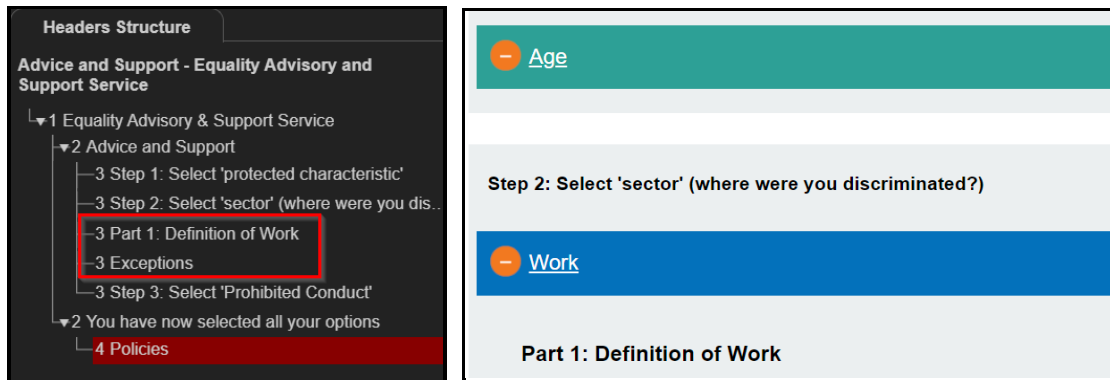 Headers Structure
Advice and Support - Equality Advisory and
Support Service
1 Equality Advisory & Support Service
2 Advice and Support
3 Step 1: Select 'protected characteristic'
3 Step 2: Select 'sector' (where were you dis..
3 Part 1: Definition of Work
3 Exceptions
3 Step 3: Select 'Prohibited Conduct'
2 You have now selected all your options
4 Policies
Age
Step 2: Select 'sector' (where were you discriminated?)
Work
Part 1: Definition of Work